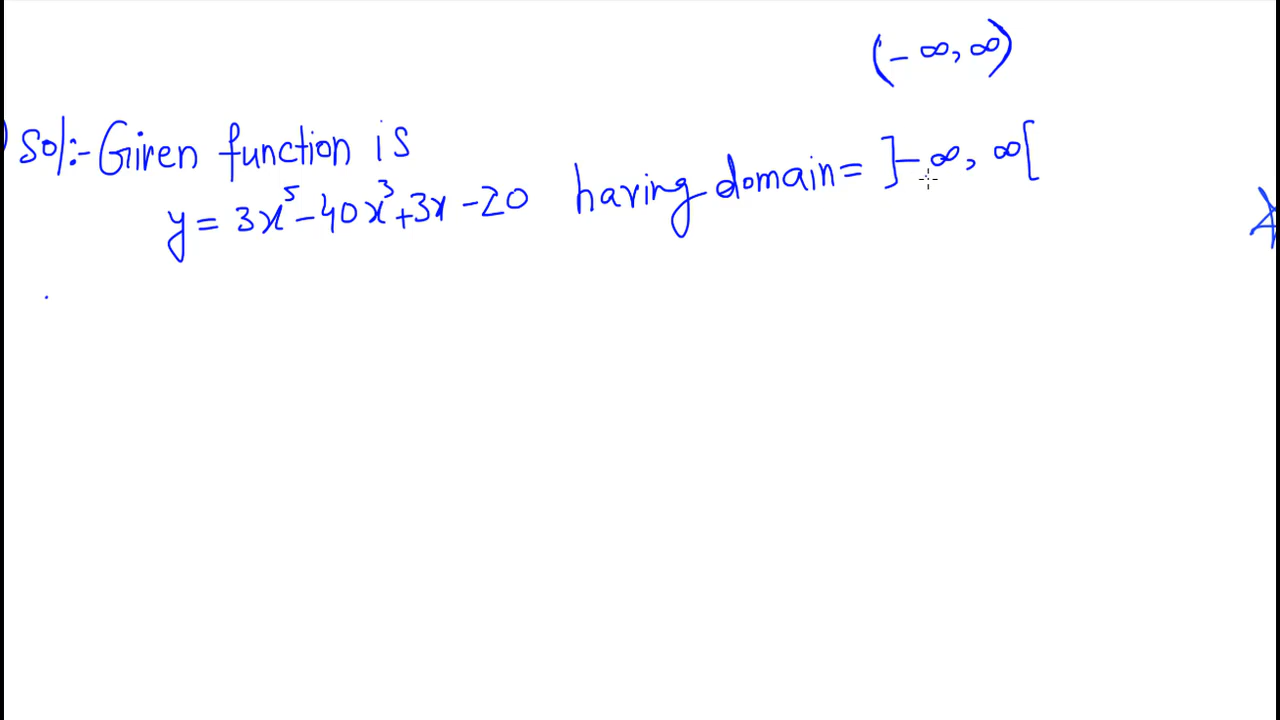 (-∞, ∞)
Sol:- Given function is
y = 3x⁵ - 40x³ + 3x - 20 having domain = ]-∞, ∞[